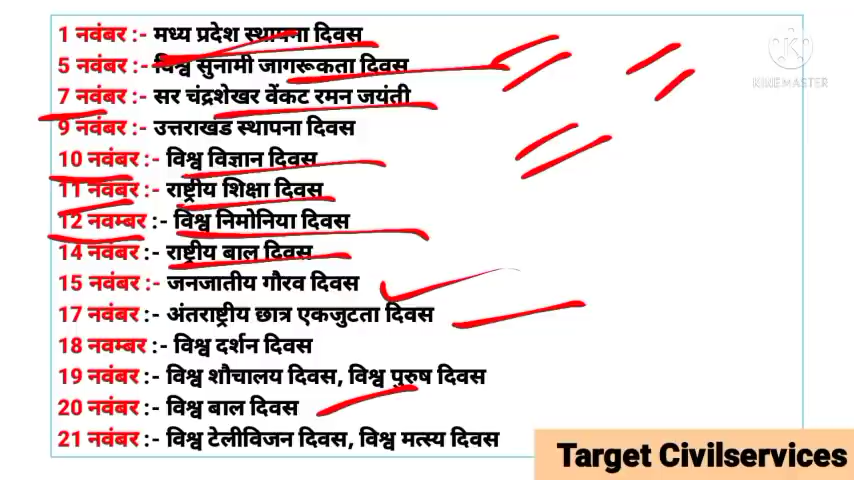 1 नवंबर :- मध्य प्रदेश स्थापना दिवस
5 नवंबर :- विश्व सुनामी जागरूकता दिवस
7 नवंबर :- सर चंद्रशेखर वेंकट रमन जयंती
9 नवंबर :- उत्तराखंड स्थापना दिवस
10 नवंबर :- विश्व विज्ञान दिवस
11 नवंबर :- राष्ट्रीय शिक्षा दिवस
12 नवम्बर :- विश्व निमोनिया दिवस
14 नवंबर :- राष्ट्रीय बाल दिवस
15 नवंबर :- जनजातीय गौरव दिवस
17 नवंबर :- अंतराष्ट्रीय छात्र एकजुटता दिवस
18 नवम्बर :- विश्व दर्शन दिवस
19 नवंबर :- विश्व शौचालय दिवस, विश्व पुरुष दिवस
20 नवंबर :- विश्व बाल दिवस
21 नवंबर :- विश्व टेलीविजन दिवस, विश्व मत्स्य दिवस
Target Civilservices
KINEMASTER